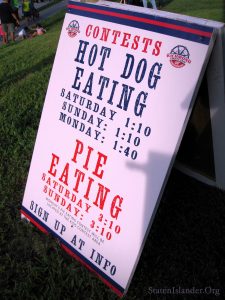 CONTESTS
HOT DOG
EATING
SATURDAY 1:10
SUNDAY: 1:10
MONDAY: 1:40
PIE
EATING
SATURDAY 3:10
SUNDAY: 3:10
SIGN UP AT INFO
StatenIslander.Org